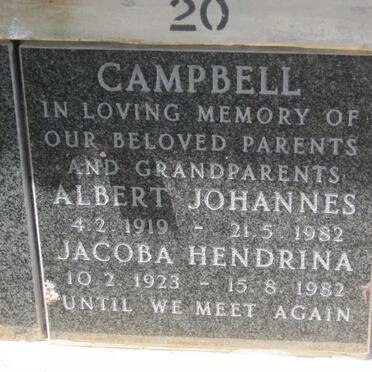 20
CAMPBELL
IN LOVING MEMORY OF
OUR BELOVED PARENTS
AND GRANDPARENTS
ALBERT JOHANNES
4.2.1919 - 21.5.1982
JACOBA HENDRINA
10.2.1923 - 15.8.1982
UNTIL WE MEET AGAIN